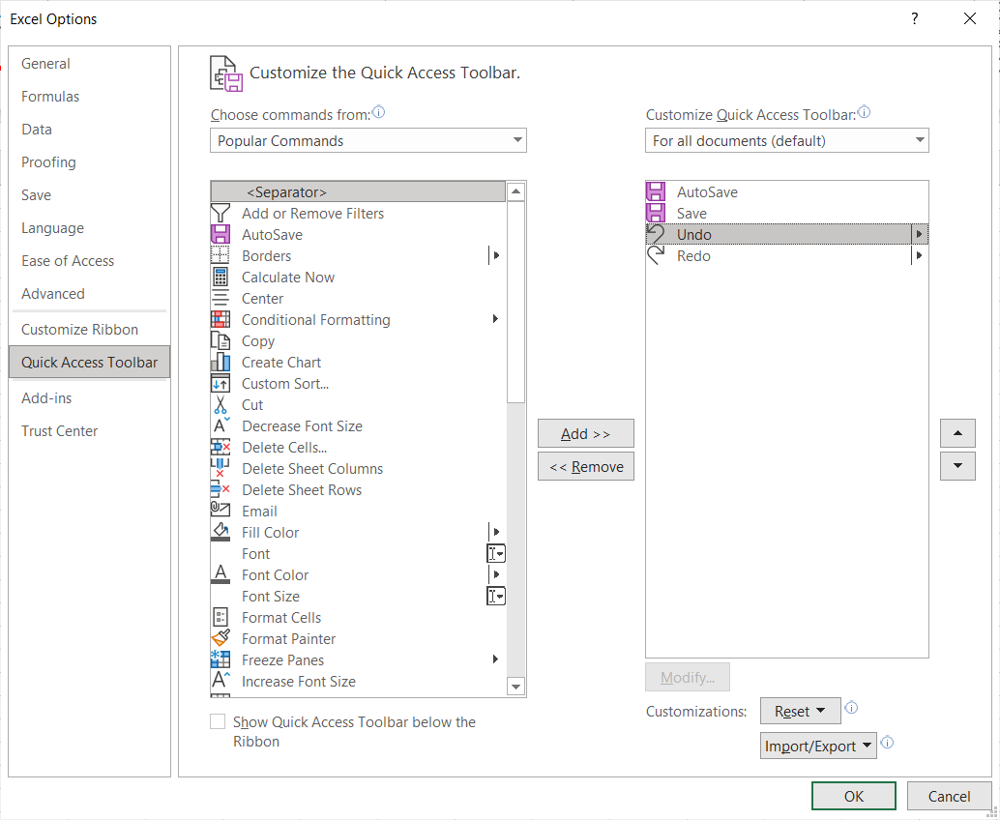 Excel Options
?
General
Formulas
Data
Proofing
Save
Language
Ease of Access
Advanced
Customize Ribbon
Quick Access Toolbar
Add-ins
Trust Center
Customize the Quick Access Toolbar.
Choose commands from:
Popular Commands
<Separator>
Add or Remove Filters
AutoSave
Borders
Calculate Now
Center
Conditional Formatting
Copy
Create Chart
Custom Sort...
Cut
Decrease Font Size
Delete Cells...
Delete Sheet Columns
Delete Sheet Rows
Email
Fill Color
Font
Font Color
Font Size
Format Cells
Format Painter
Freeze Panes
Increase Font Size
Show Quick Access Toolbar below the
Ribbon
Add >>
<< Remove
Customize Quick Access Toolbar:
For all documents (default)
AutoSave
Save
Undo
Redo
Modify...
Customizations:
Reset
Import/Export
OK
Cancel